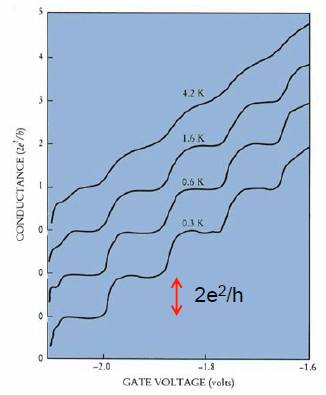 5
4
3
2
1
0
0
0
0
CONDUCTANCE (2e²/h)
4.2 K
1.6 K
0.6 K
0.3 K
2e²/h
-2.0
-1.8
-1.6
GATE VOLTAGE (volts)